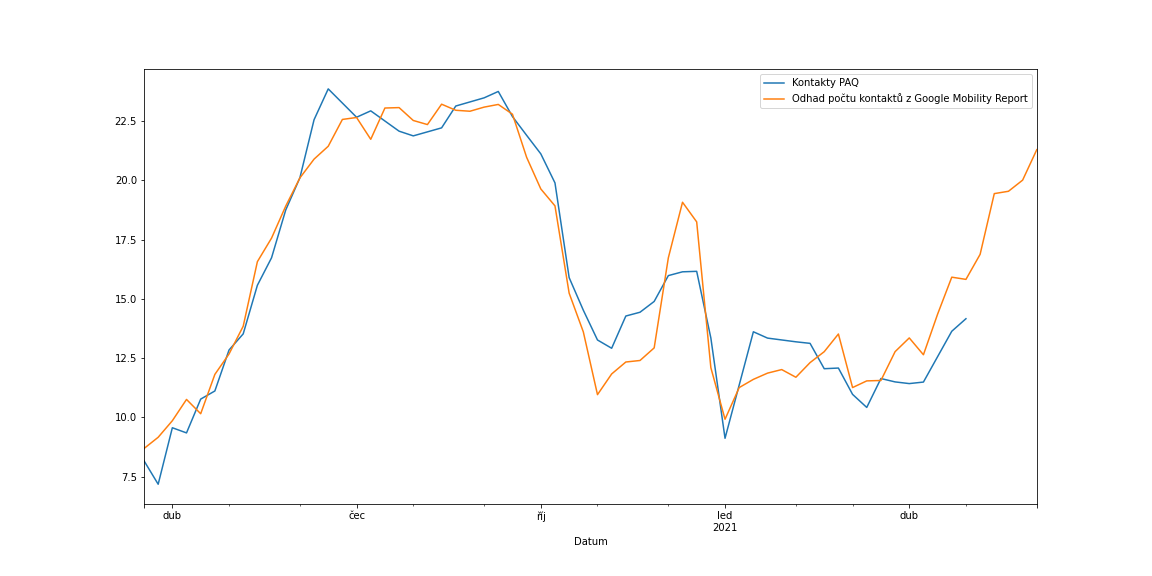 Kontakty PAQ
Odhad počtu kontaktů z Google Mobility Report
22.5
20.0
17.5
15.0
12.5
10.0
7.5
dub
čec
říj
led
2021
dub
Datum